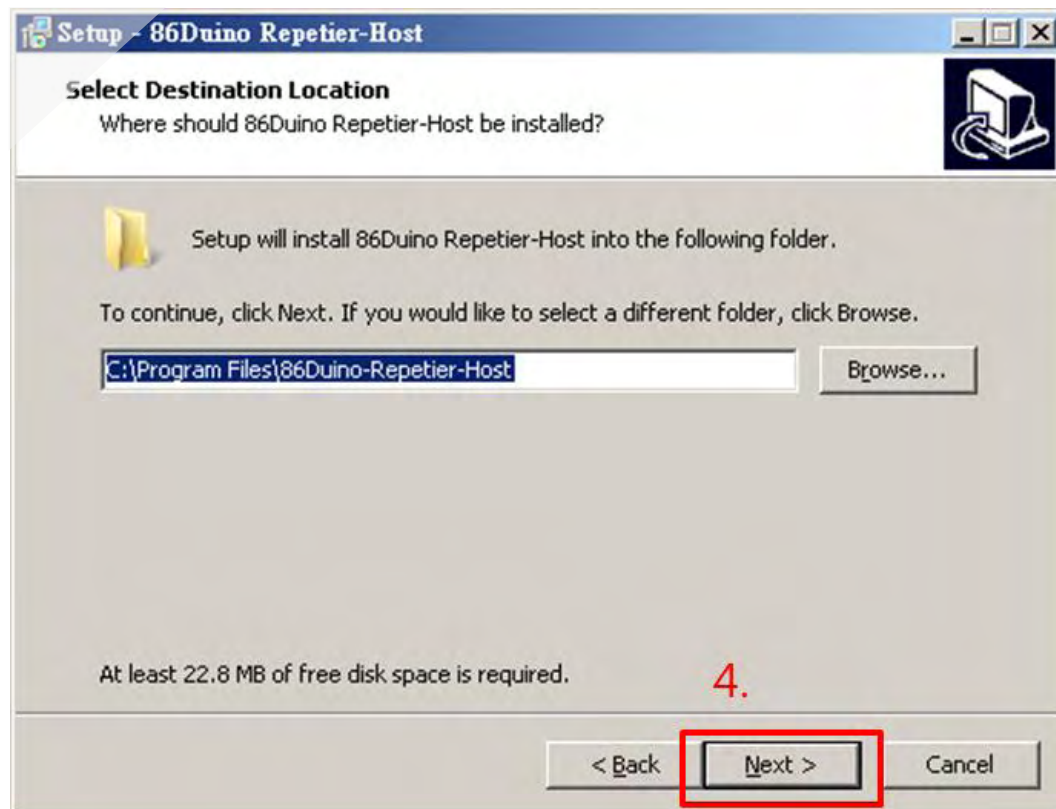 Setup - 86Duino Repetier-Host
Select Destination Location
Where should 86Duino Repetier-Host be installed?
Setup will install 86Duino Repetier-Host into the following folder.
To continue, click Next. If you would like to select a different folder, click Browse.
C:\Program Files\86Duino-Repetier-Host
Browse...
At least 22.8 MB of free disk space is required.
4.
< Back
Next >
Cancel